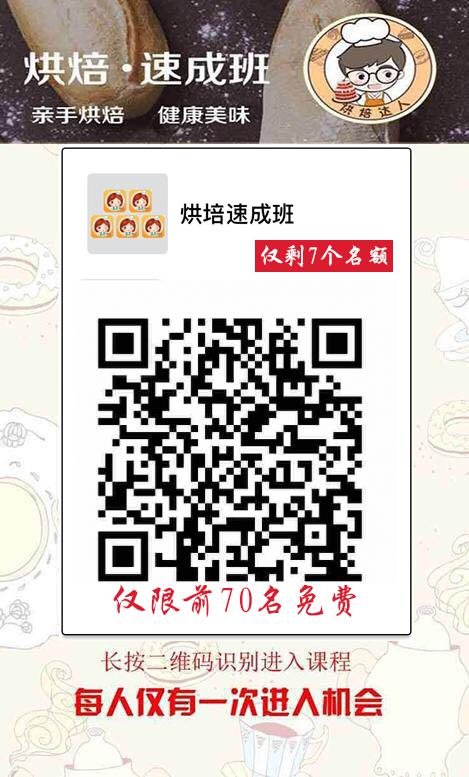 烘焙·速成班
亲手烘焙 健康美味
烘焙达人
烘培速成班
仅剩7个名额
仅限前70名免费
长按二维码识别进入课程
每人仅有一次进入机会